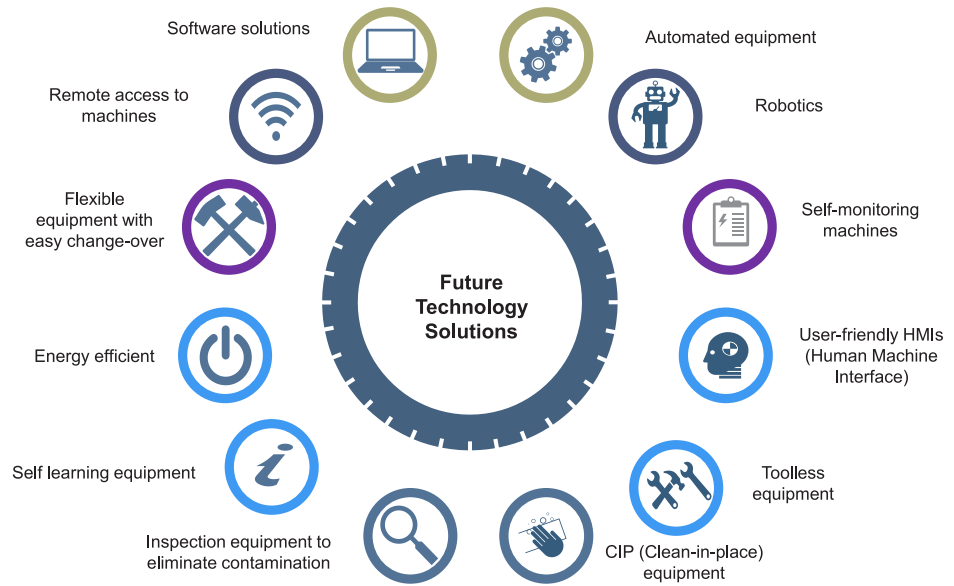 Software solutions
Automated equipment
Remote access to
machines
Robotics
Flexible
equipment with
easy change-over
Self-monitoring
machines
Future
Technology
Solutions
Energy efficient
User-friendly HMIs
(Human Machine
Interface)
Self learning equipment
Toolless
equipment
Inspection equipment to
eliminate contamination
CIP (Clean-in-place)
equipment